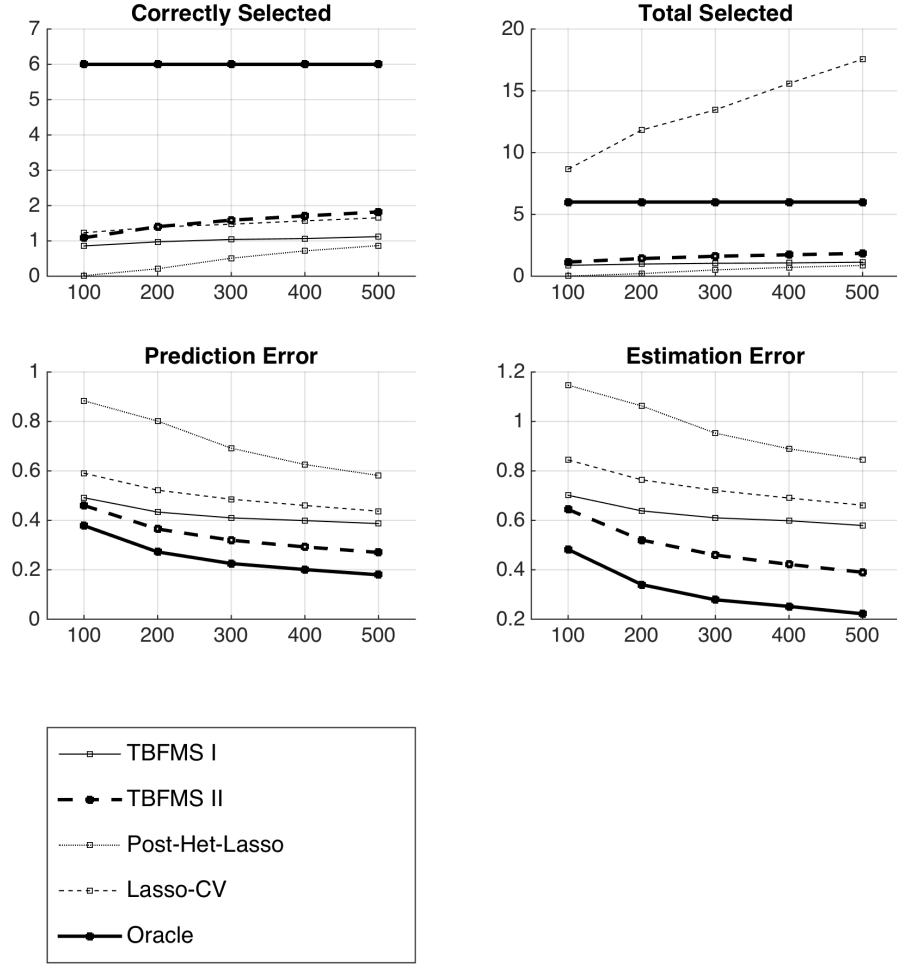 Correctly Selected
7
6
5
4
3
2
1
0
100 200 300 400 500
Total Selected
20
15
10
5
0
100 200 300 400 500
Prediction Error
1
0.8
0.6
0.4
0.2
0
100 200 300 400 500
Estimation Error
1.2
1
0.8
0.6
0.4
0.2
100 200 300 400 500
TBFMS I
TBFMS II
Post-Het-Lasso
Lasso-CV
Oracle